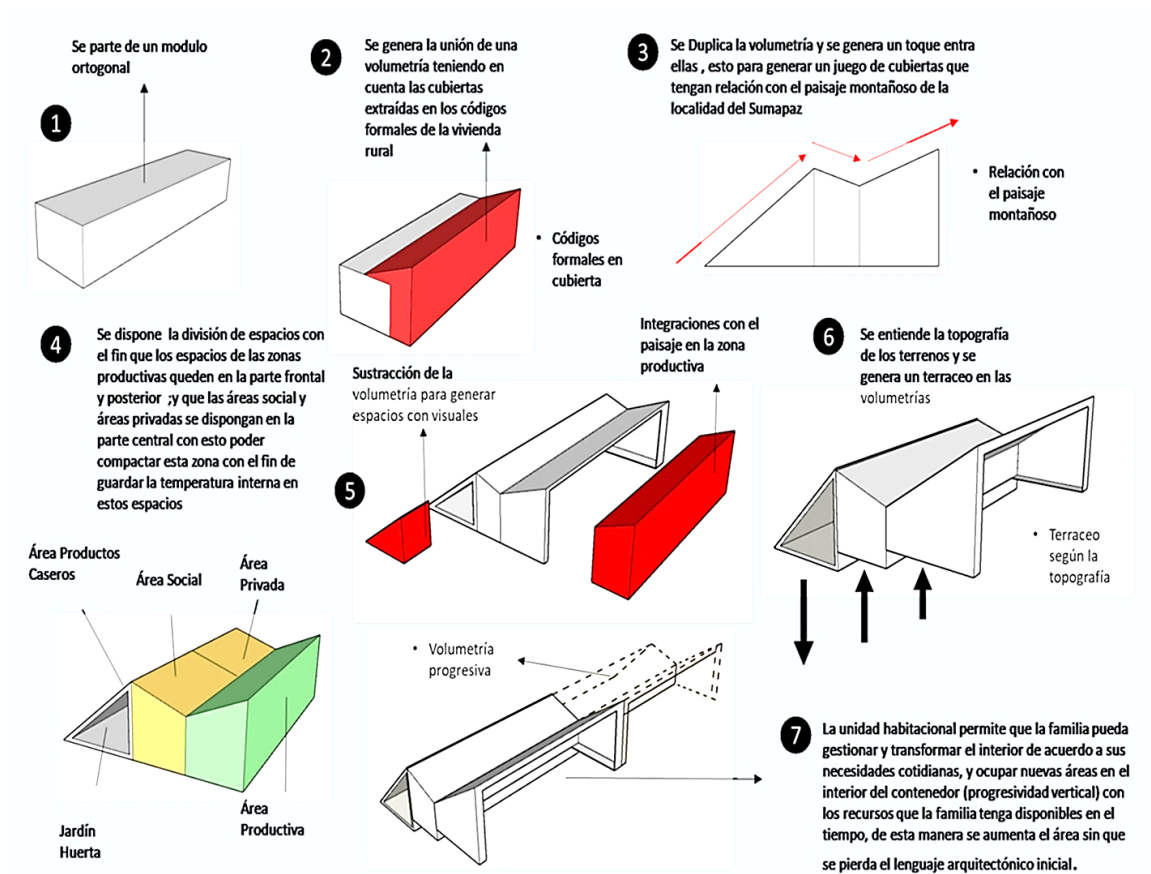 1
Se parte de un modulo
ortogonal
2
Se genera la unión de una
volumetría teniendo en
cuenta las cubiertas
extraídas en los códigos
formales de la vivienda
rural
• Códigos
formales en
cubierta
3
Se Duplica la volumetría y se genera un toque entra
ellas , esto para generar un juego de cubiertas que
tengan relación con el paisaje montañoso de la
localidad del Sumapaz
• Relación con
el paisaje
montañoso
4
Se dispone la división de espacios con
el fin que los espacios de las zonas
productivas queden en la parte frontal
y posterior ;y que las áreas social y
áreas privadas se dispongan en la
parte central con esto poder
compactar esta zona con el fin de
guardar la temperatura interna en
estos espacios
Área Productos
Caseros
Área Social
Área
Privada
Jardín
Huerta
Área
Productiva
5
Sustracción de la
volumetría para generar
espacios con visuales
Integraciones con el
paisaje en la zona
productiva
6
Se entiende la topografía
de los terrenos y se
genera un terraceo en las
volumetrías
• Terraceo
según la
topografía
• Volumetría
progresiva
7
La unidad habitacional permite que la familia pueda
gestionar y transformar el interior de acuerdo a sus
necesidades cotidianas, y ocupar nuevas áreas en el
interior del contenedor (progresividad vertical) con
los recursos que la familia tenga disponibles en el
tiempo, de esta manera se aumenta el área sin que
se pierda el lenguaje arquitectónico inicial.